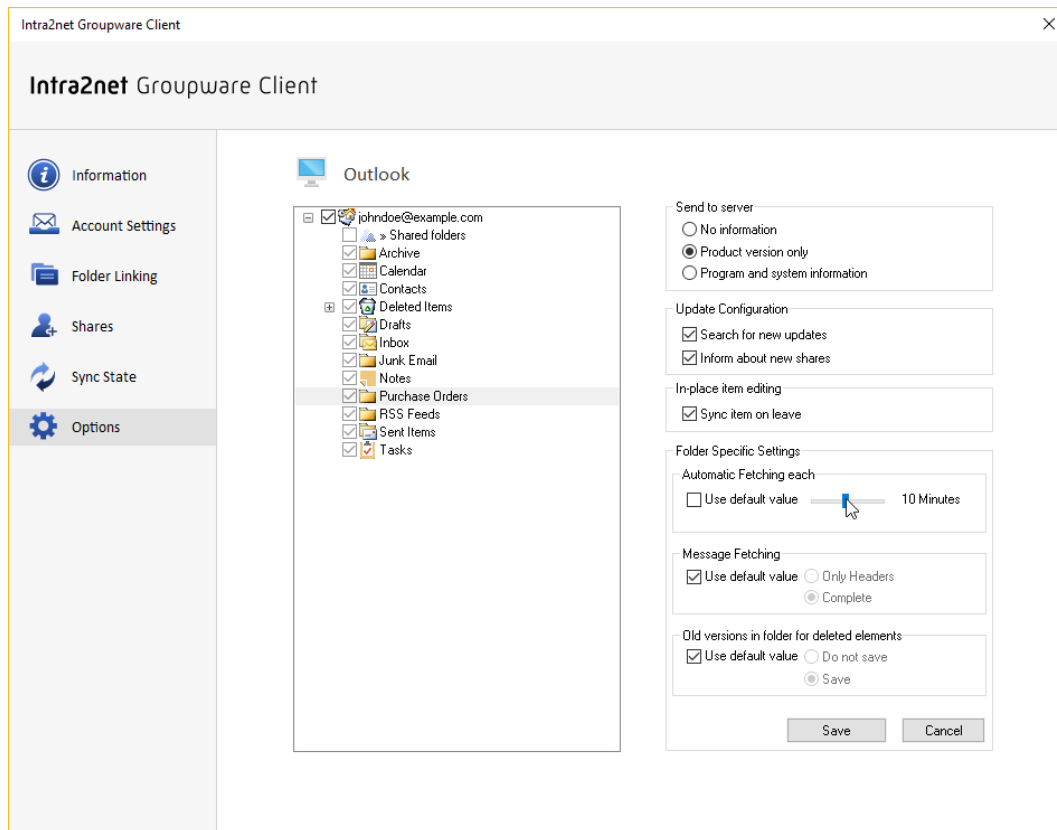 Intra2net Groupware Client
Intra2net Groupware Client
Information
Account Settings
Folder Linking
Shares
Sync State
Options
Outlook
johndoe@example.com
» Shared folders
Archive
Calendar
Contacts
Deleted Items
Drafts
Inbox
Junk Email
Notes
Purchase Orders
RSS Feeds
Sent Items
Tasks
Send to server
No information
Product version only
Program and system information
Update Configuration
Search for new updates
Inform about new shares
In-place item editing
Sync item on leave
Folder Specific Settings
Automatic Fetching each
Use default value 10 Minutes
Message Fetching
Use default value Only Headers
Complete
Old versions in folder for deleted elements
Use default value Do not save
Save
Save Cancel